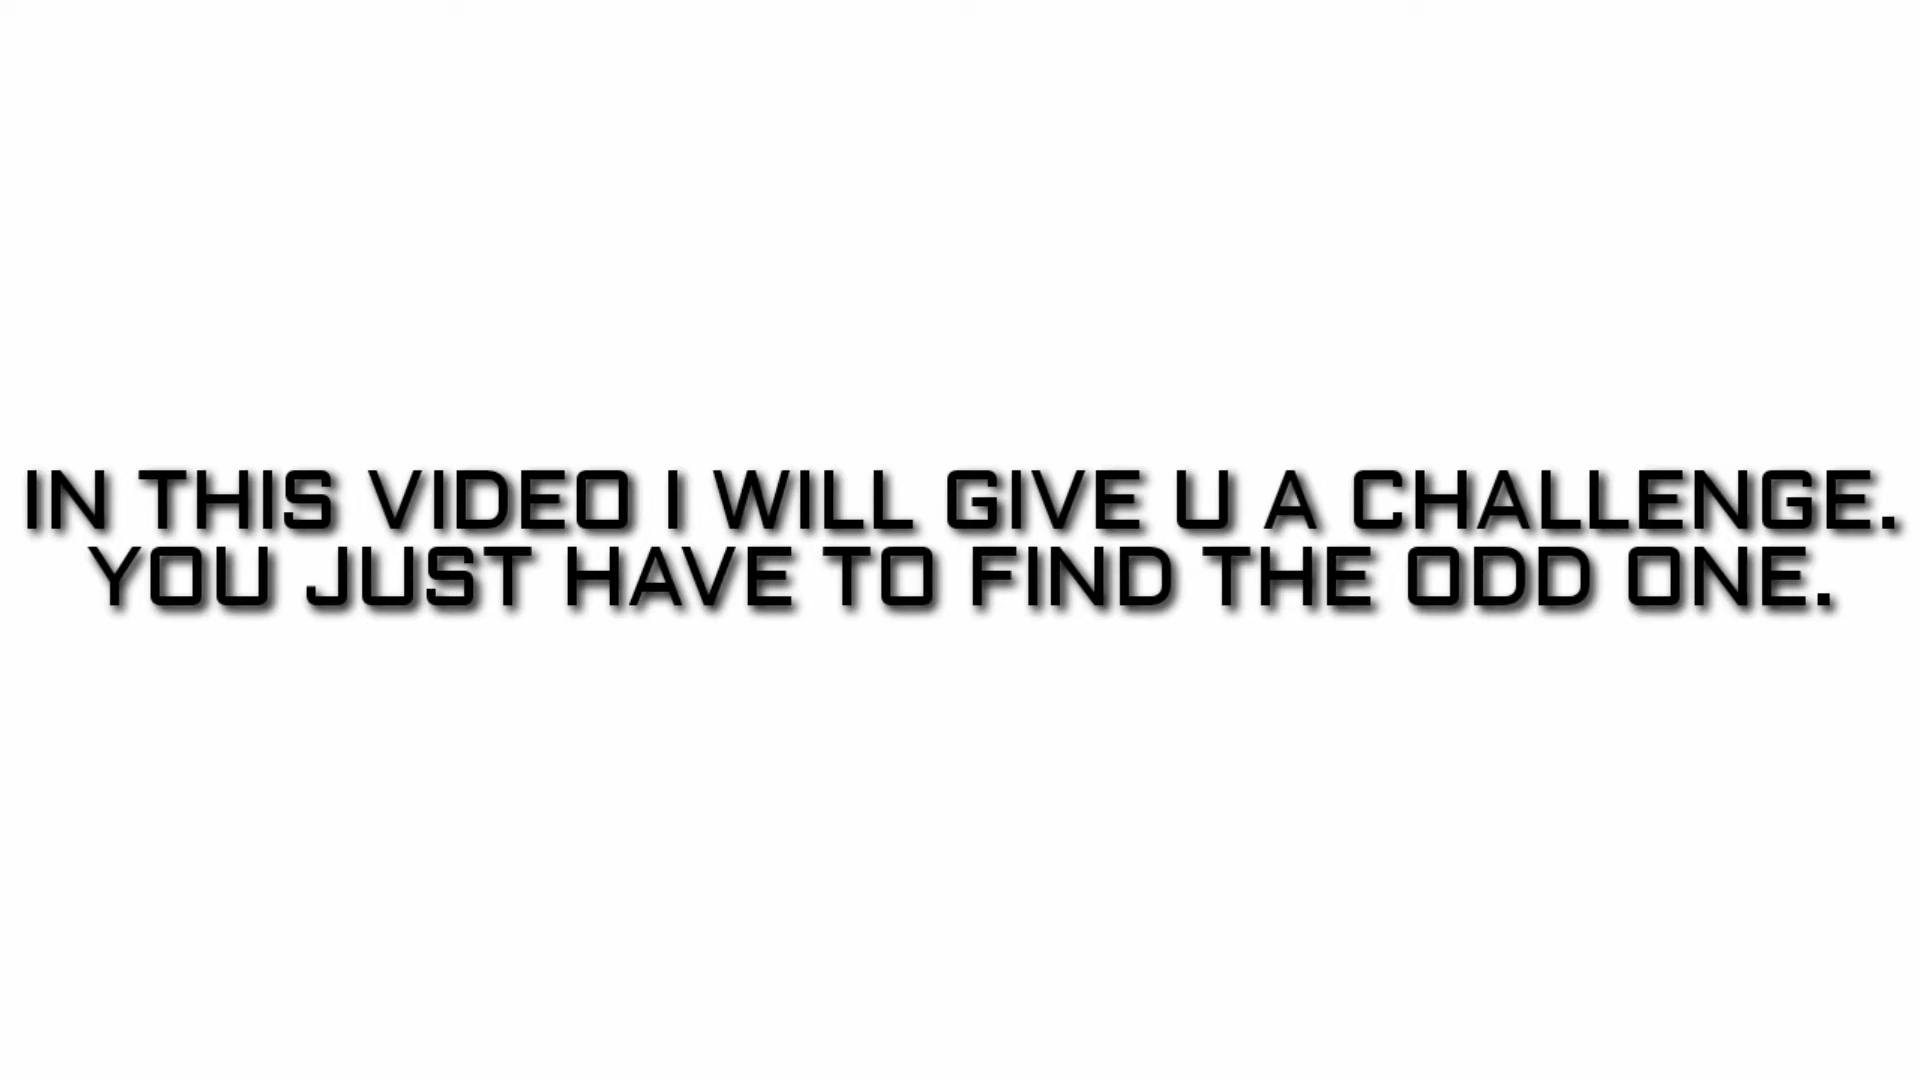 IN THIS VIDEO I WILL GIVE U A CHALLENGE.
YOU JUST HAVE TO FIND THE ODD ONE.